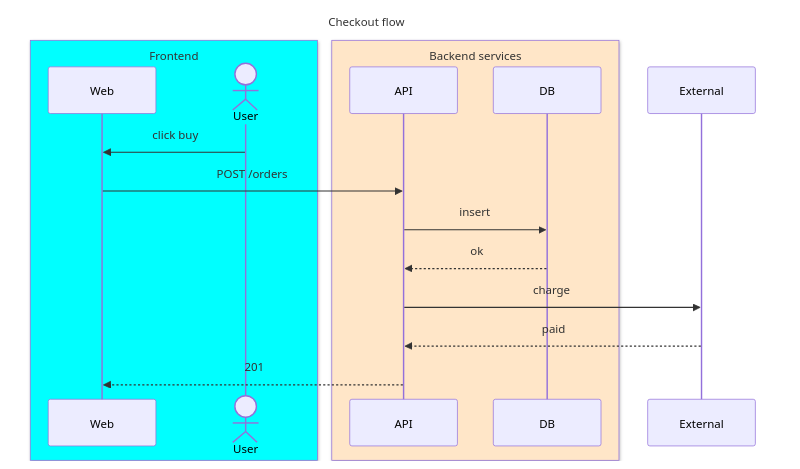 Checkout flow
Frontend
Backend services
Web
User
API
DB
External
click buy
POST /orders
insert
ok
charge
paid
201
Web
User
API
DB
External